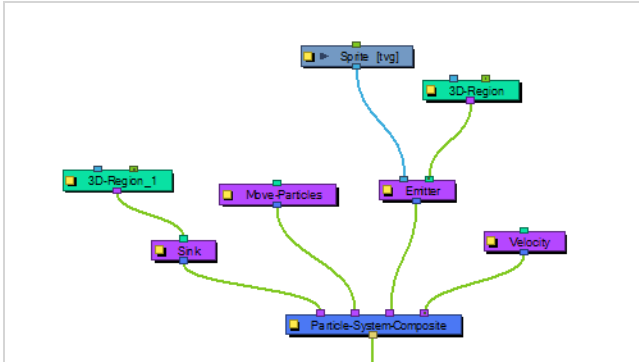 Sprite [tvg]
3D-Region
3D-Region_1
Move-Particles
Emitter
Velocity
Sink
Particle-System-Composite